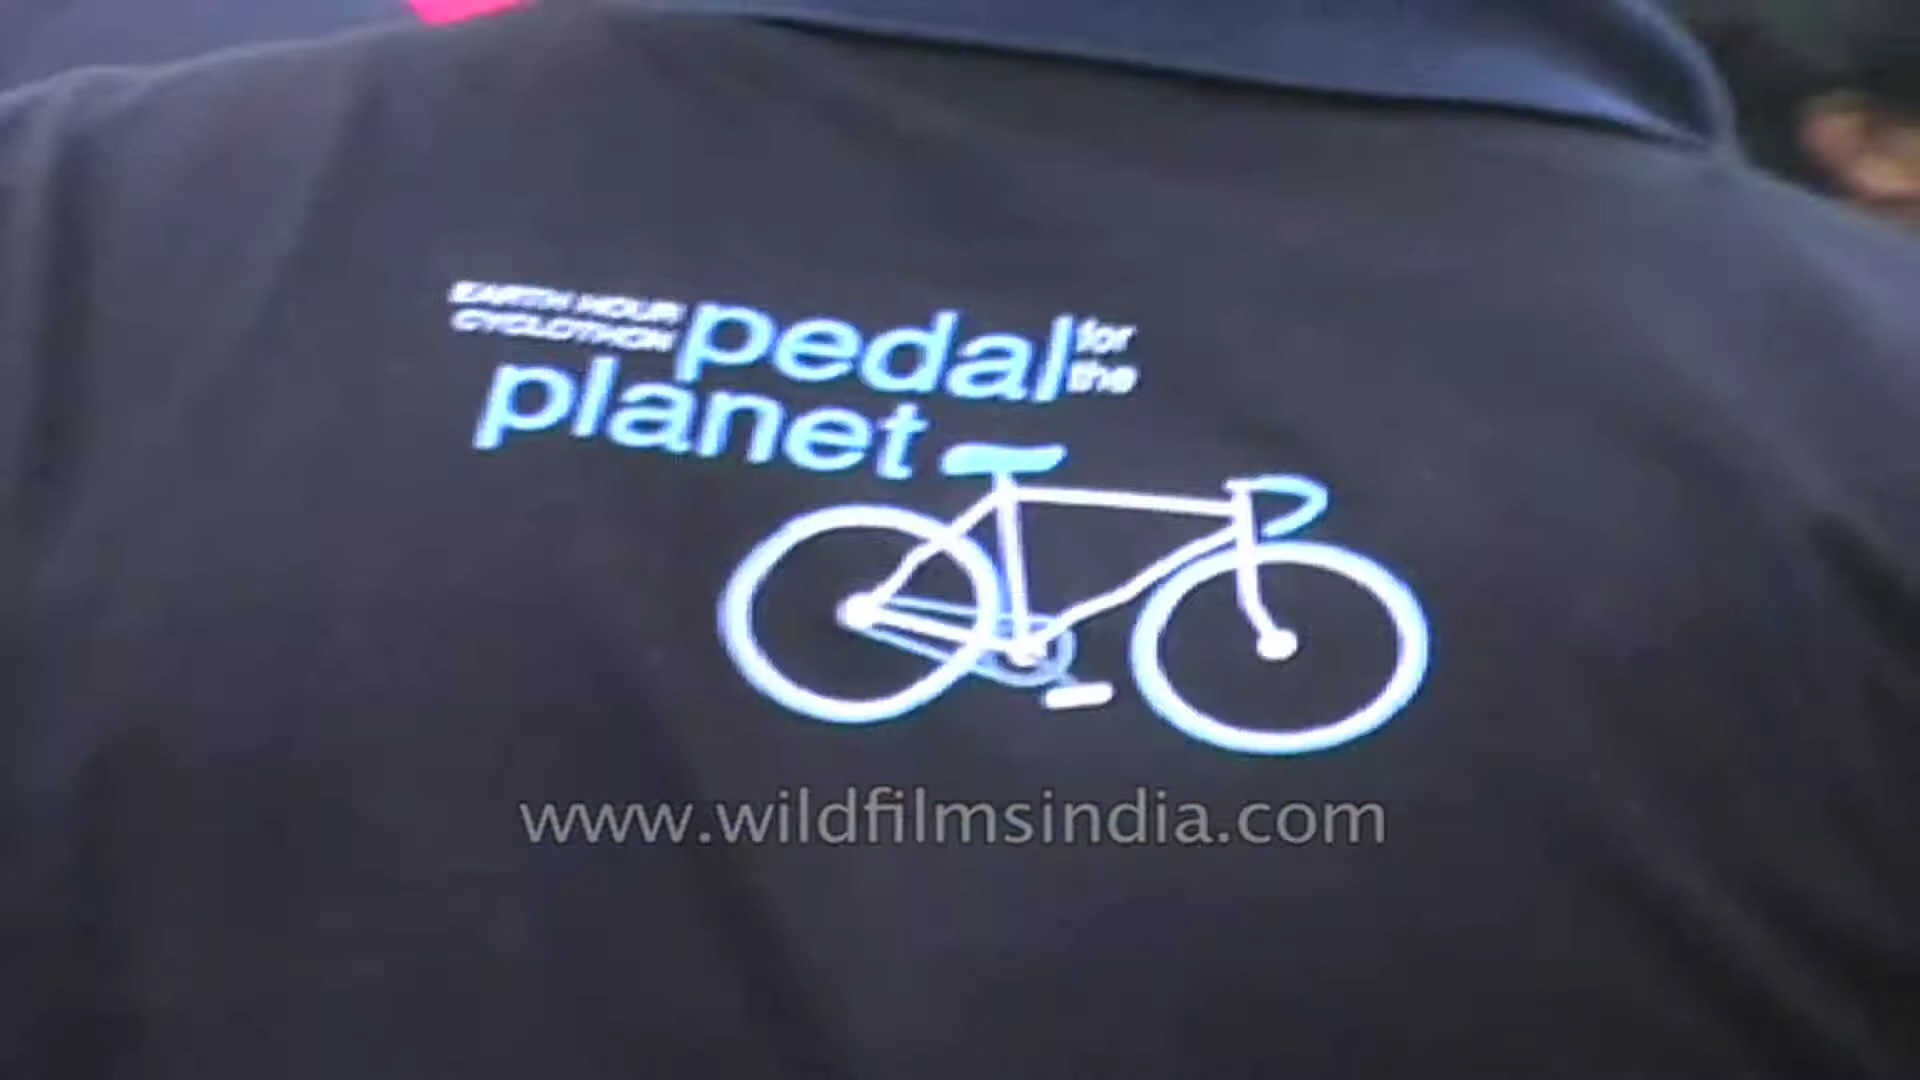 EARTH HOUR
CYCLOTHON
pedal for the
planet
www.wildfilmsindia.com